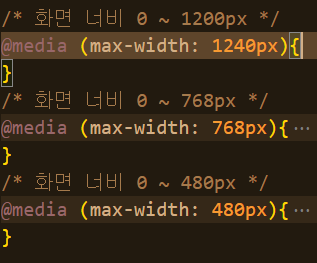 /* 화면 너비 0 ~ 1200px */
@media (max-width: 1240px){
}
/* 화면 너비 0 ~ 768px */
@media (max-width: 768px){ ⋯
}
/* 화면 너비 0 ~ 480px */
@media (max-width: 480px){ ⋯
}